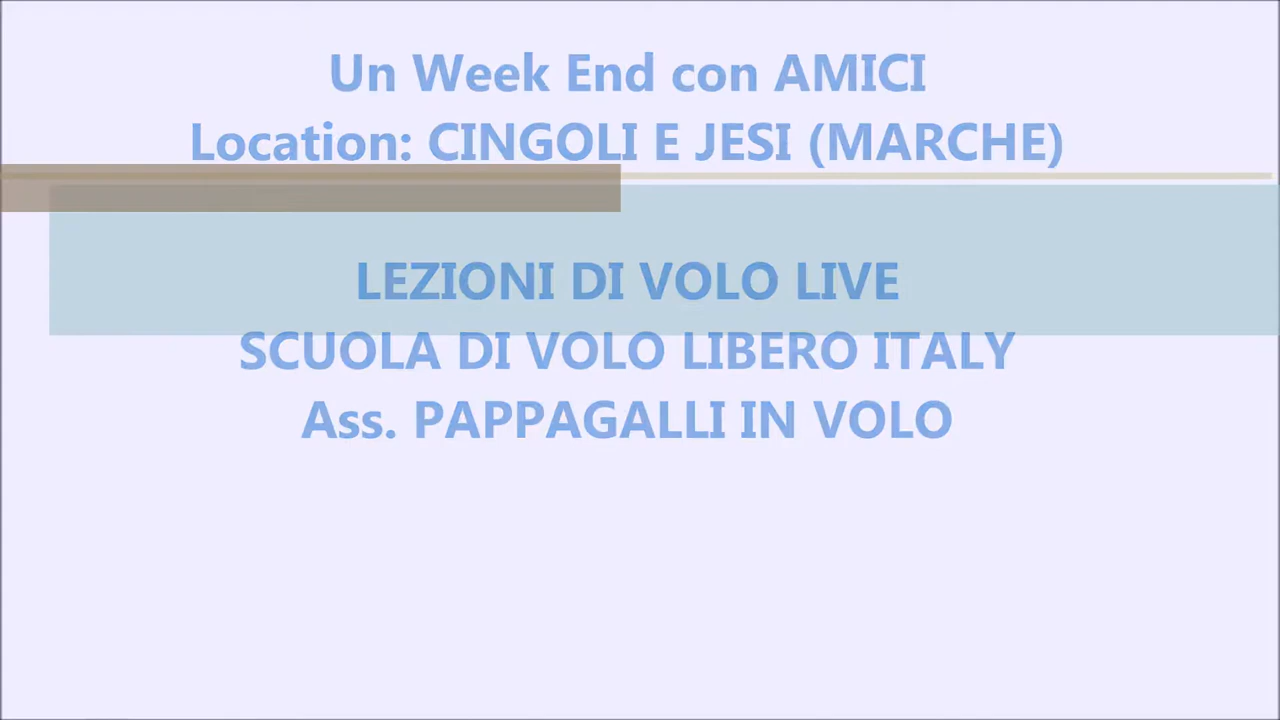 Un Week End con AMICI
Location: CINGOLI E JESI (MARCHE)
LEZIONI DI VOLO LIVE
SCUOLA DI VOLO LIBERO ITALY
Ass. PAPPAGALLI IN VOLO